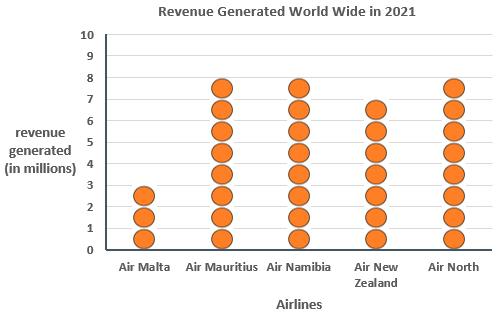 Revenue Generated World Wide in 2021
10
9
8
7
6
5
4
3
2
1
0
revenue
generated
(in millions)
Air Malta
Air Mauritius
Air Namibia
Air New
Zealand
Air North
Airlines